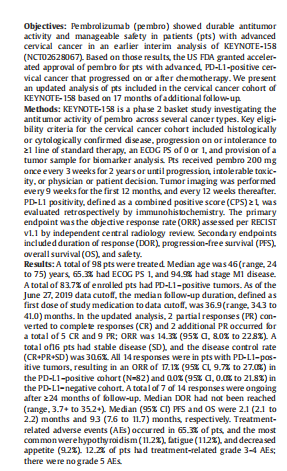 Objectives: Pembrolizumab (pembro) showed durable antitumor
activity and manageable safety in patients (pts) with advanced
cervical cancer in an earlier interim analysis of KEYNOTE-158
(NCT02628067). Based on those results, the US FDA granted acceler-
ated approval of pembro for pts with advanced, PD-L1–positive cer-
vical cancer that progressed on or after chemotherapy. We present
an updated analysis of pts included in the cervical cancer cohort of
KEYNOTE-158 based on 17 months of additional follow-up.
Methods: KEYNOTE-158 is a phase 2 basket study investigating the
antitumor activity of pembro across several cancer types. Key eligi-
bility criteria for the cervical cancer cohort included histologically
or cytologically confirmed disease, progression on or intolerance to
≥1 line of standard therapy, an ECOG PS of 0 or 1, and provision of a
tumor sample for biomarker analysis. Pts received pembro 200 mg
once every 3 weeks for 2 years or until progression, intolerable toxic-
ity, or physician or patient decision. Tumor imaging was performed
every 9 weeks for the first 12 months, and every 12 weeks thereafter.
PD-L1 positivity, defined as a combined positive score (CPS) ≥1, was
evaluated retrospectively by immunohistochemistry. The primary
endpoint was the objective response rate (ORR) assessed per RECIST
v1.1 by independent central radiology review. Secondary endpoints
included duration of response (DOR), progression-free survival (PFS),
overall survival (OS), and safety.
Results: A total of 98 pts were treated. Median age was 46 (range, 24
to 75) years, 65.3% had ECOG PS 1, and 94.9% had stage M1 disease.
A total of 83.7% of enrolled pts had PD-L1–positive tumors. As of the
June 27, 2019 data cutoff, the median follow-up duration, defined as
first dose of study medication to data cutoff, was 36.9 (range, 34.3 to
41.0) months. In the updated analysis, 2 partial responses (PR) con-
verted to complete responses (CR) and 2 additional PR occurred for
a total of 5 CR and 9 PR; ORR was 14.3% (95% CI, 8.0% to 22.8%). A
total of 16 pts had stable disease (SD), and the disease control rate
(CR+PR+SD) was 30.6%. All 14 responses were in pts with PD-L1–pos-
itive tumors, resulting in an ORR of 17.1% (95% CI, 9.7% to 27.0%) in
the PD-L1–positive cohort (N=82) and 0.0% (95% CI, 0.0% to 21.8%) in
the PD-L1–negative cohort. A total of 7 of 14 responses were ongoing
after ≥24 months of follow-up. Median DOR had not been reached
(range, 3.7+ to 35.2+). Median (95% CI) PFS and OS were 2.1 (2.1 to
2.2) months and 9.3 (7.6 to 11.7) months, respectively. Treatment-
related adverse events (AEs) occurred in 65.3% of pts, and the most
common were hypothyroidism (11.2%), fatigue (11.2%), and decreased
appetite (9.2%). 12.2% of pts had treatment-related grade 3–4 AEs;
there were no grade 5 AEs.